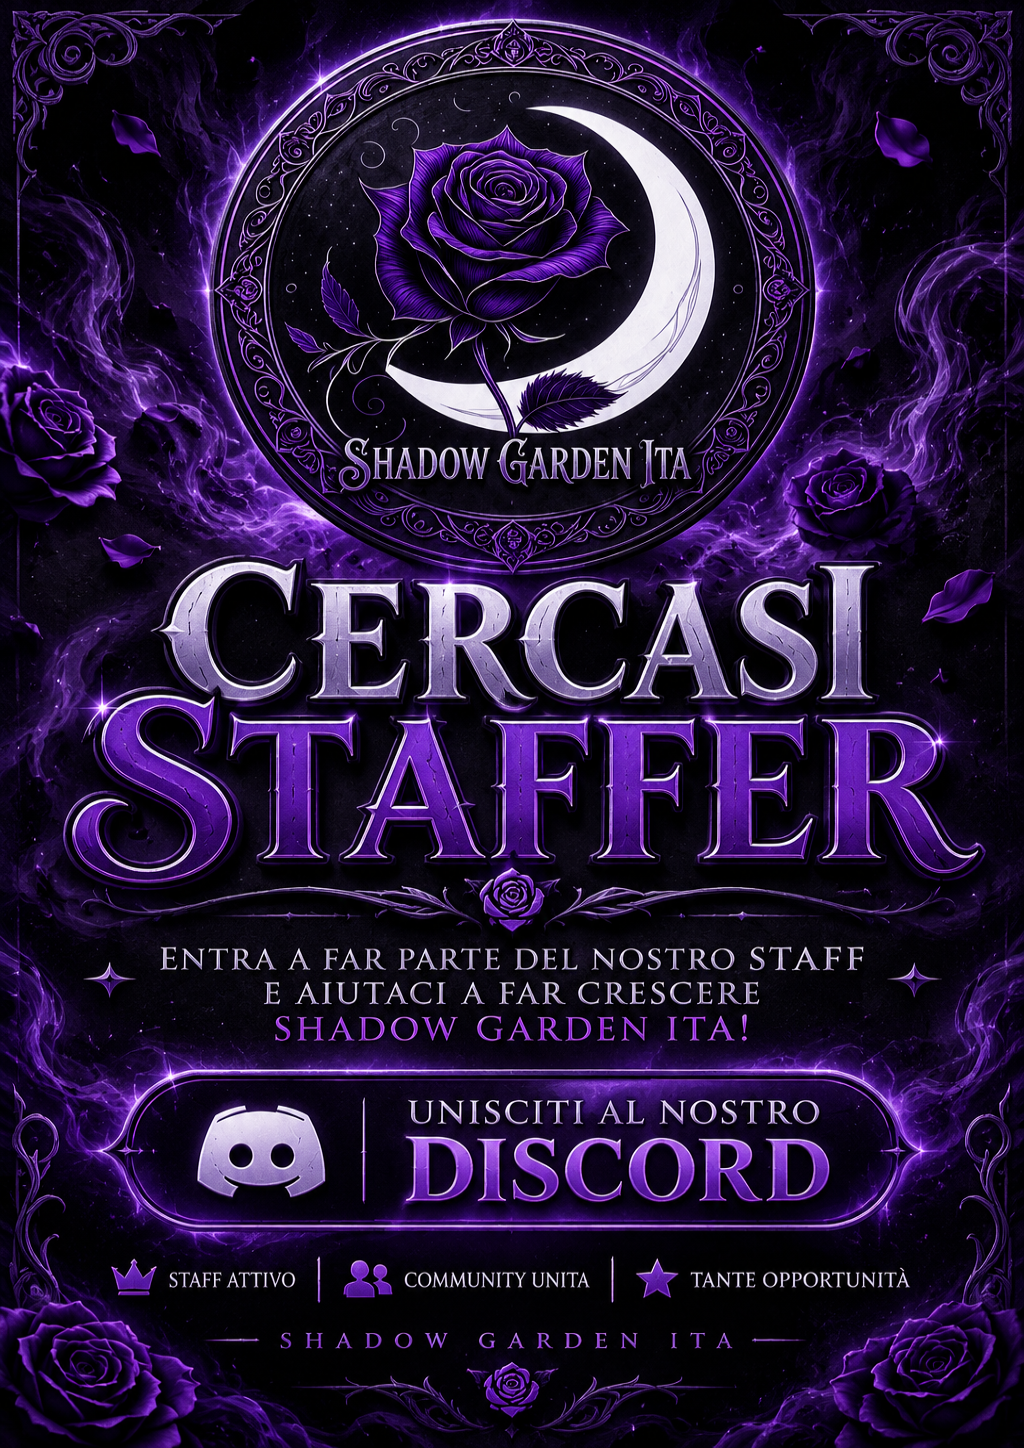 Shadow Garden Ita
CERCASI
STAFFER
ENTRA A FAR PARTE DEL NOSTRO STAFF
E AIUTACI A FAR CRESCERE
SHADOW GARDEN ITA!
UNISCITI AL NOSTRO
DISCORD
STAFF ATTIVO
COMMUNITY UNITA
TANTE OPPORTUNITÀ
SHADOW GARDEN ITA